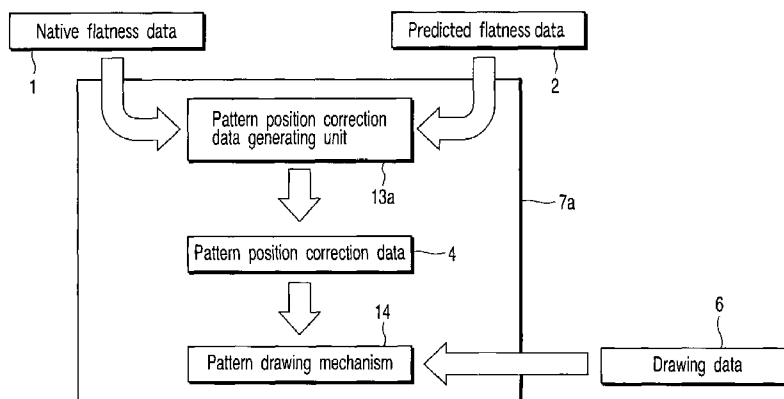 Native flatness data
Predicted flatness data
1
2
Pattern position correction
data generating unit
13a
7a
Pattern position correction data
4
14
6
Pattern drawing mechanism
Drawing data